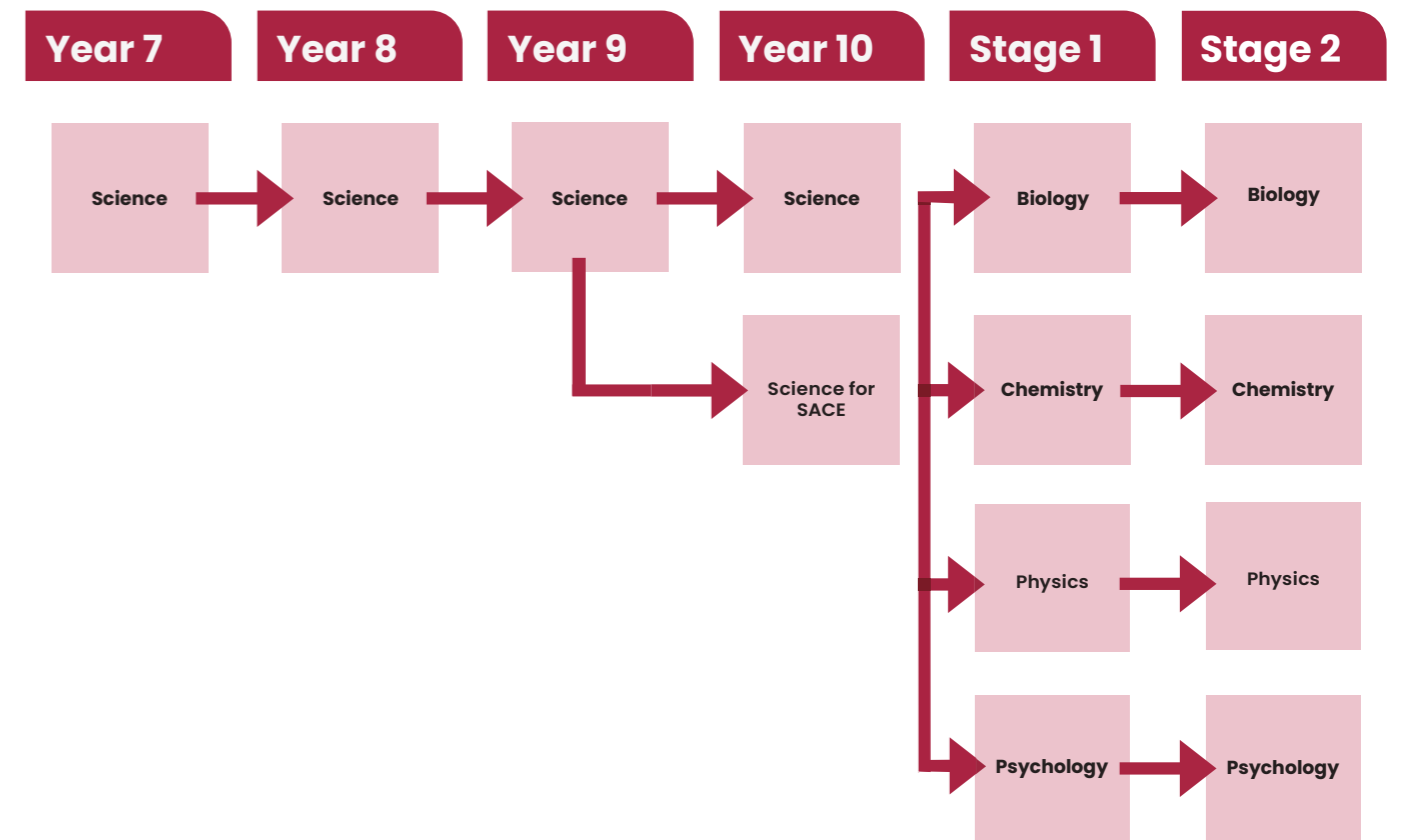 Year 7
Year 8
Year 9
Year 10
Stage 1
Stage 2
Science
Science
Science
Science
Biology
Biology
Science for
SACE
Chemistry
Chemistry
Physics
Physics
Psychology
Psychology